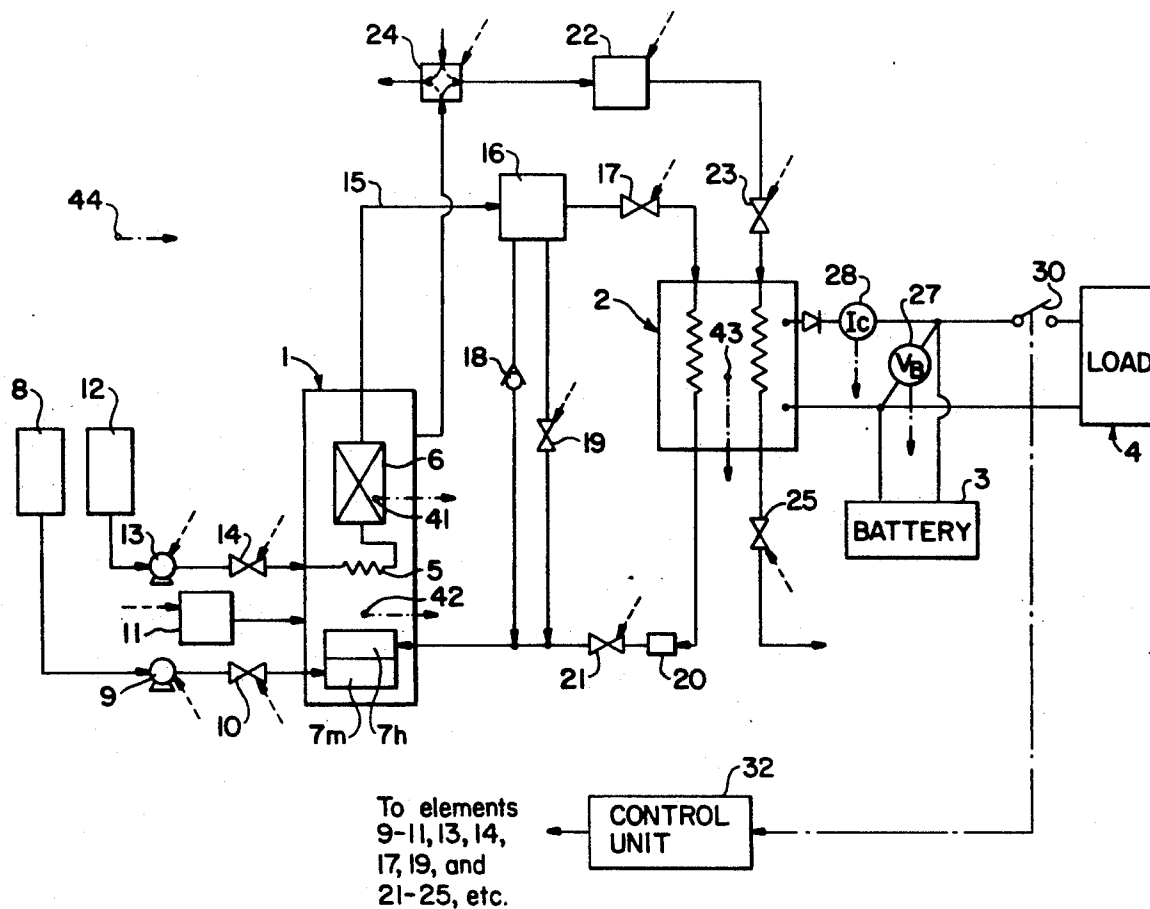 24
22
16
17
15
23
44
28
30
27
2
Ic
43
1
18
VB
LOAD
8
12
6
19
4
41
3
25
BATTERY
13
14
5
42
11
21
20
9
10
7m
7h
32
To elements
9-11, 13, 14,
17, 19, and
21-25, etc.
CONTROL
UNIT